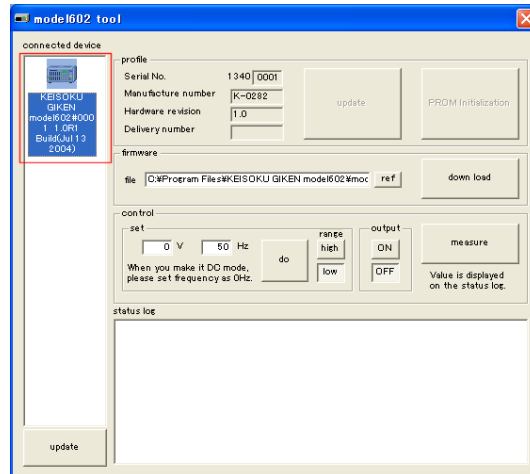 model602 tool
connected device
KEISOKU
GIKEN
model602#000
1 1.0R1
Build(Jul 13
2004)
update
profile
Serial No. 1340 0001
Manufacture number K-0282
Hardware revision 1.0
Delivery number
update
PROM Initialization
firmware
file C:¥Program Files¥KEISOKU GIKEN model602¥moc ref
down load
control
set
0 V 50 Hz
When you make it DC mode,
please set frequency as 0Hz.
do
range
high
low
output
ON
OFF
measure
Value is displayed
on the status log.
status log